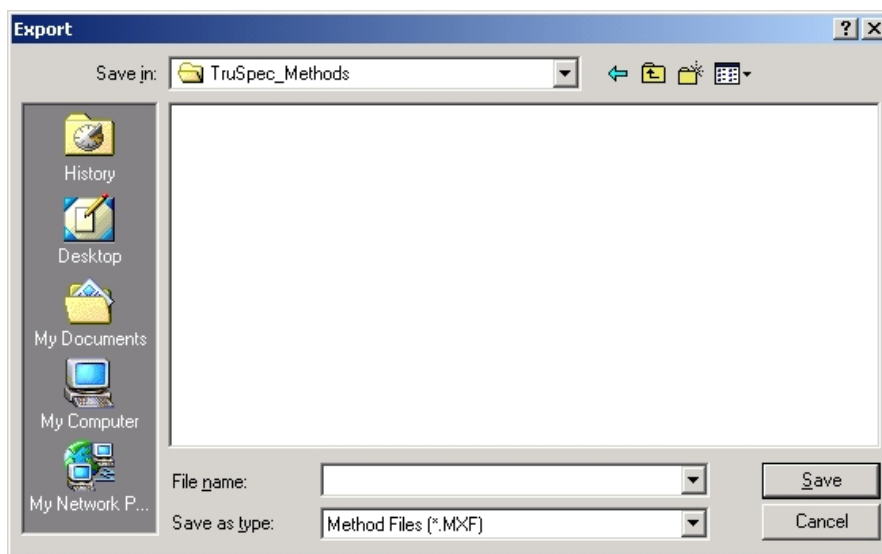 Export
Save in: TruSpec_Methods
History
Desktop
My Documents
My Computer
My Network P...
File name:
Save
Save as type: Method Files (*.MXF)
Cancel